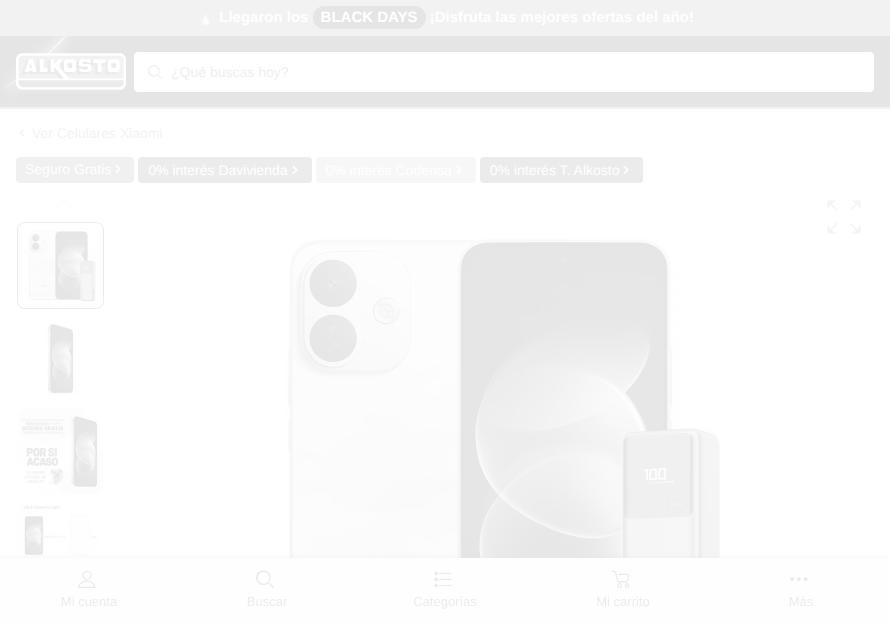 Llegaron los BLACK DAYS ¡Disfruta las mejores ofertas del año!
ALKOSTO
¿Qué buscas hoy?
Ver Celulares Xiaomi
Seguro Gratis
0% interés Davivienda
0% interés Codensa
0% interés T. Alkosto
POR SI
ACASO
100
Mi cuenta
Buscar
Categorías
Mi carrito
Más